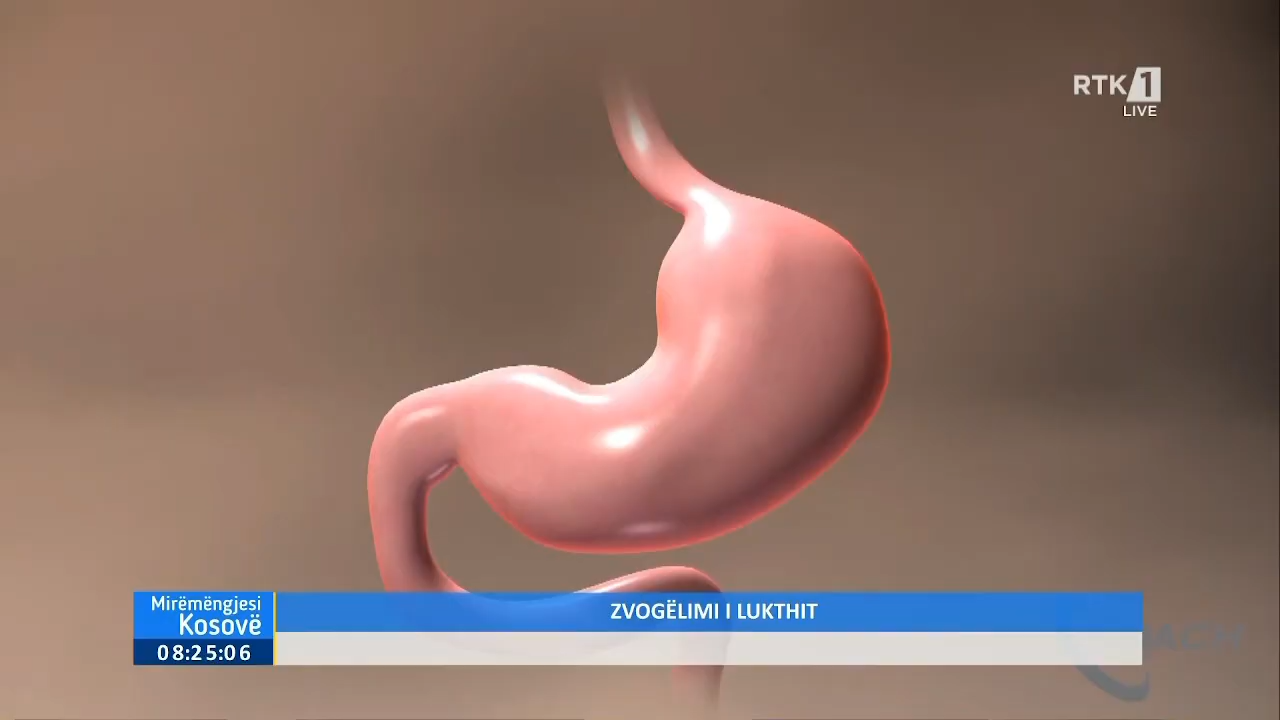 RTK 1
LIVE
Mirëmëngjesi
Kosovë
ZVOGËLIMI I LUKTHIT
08:25:06